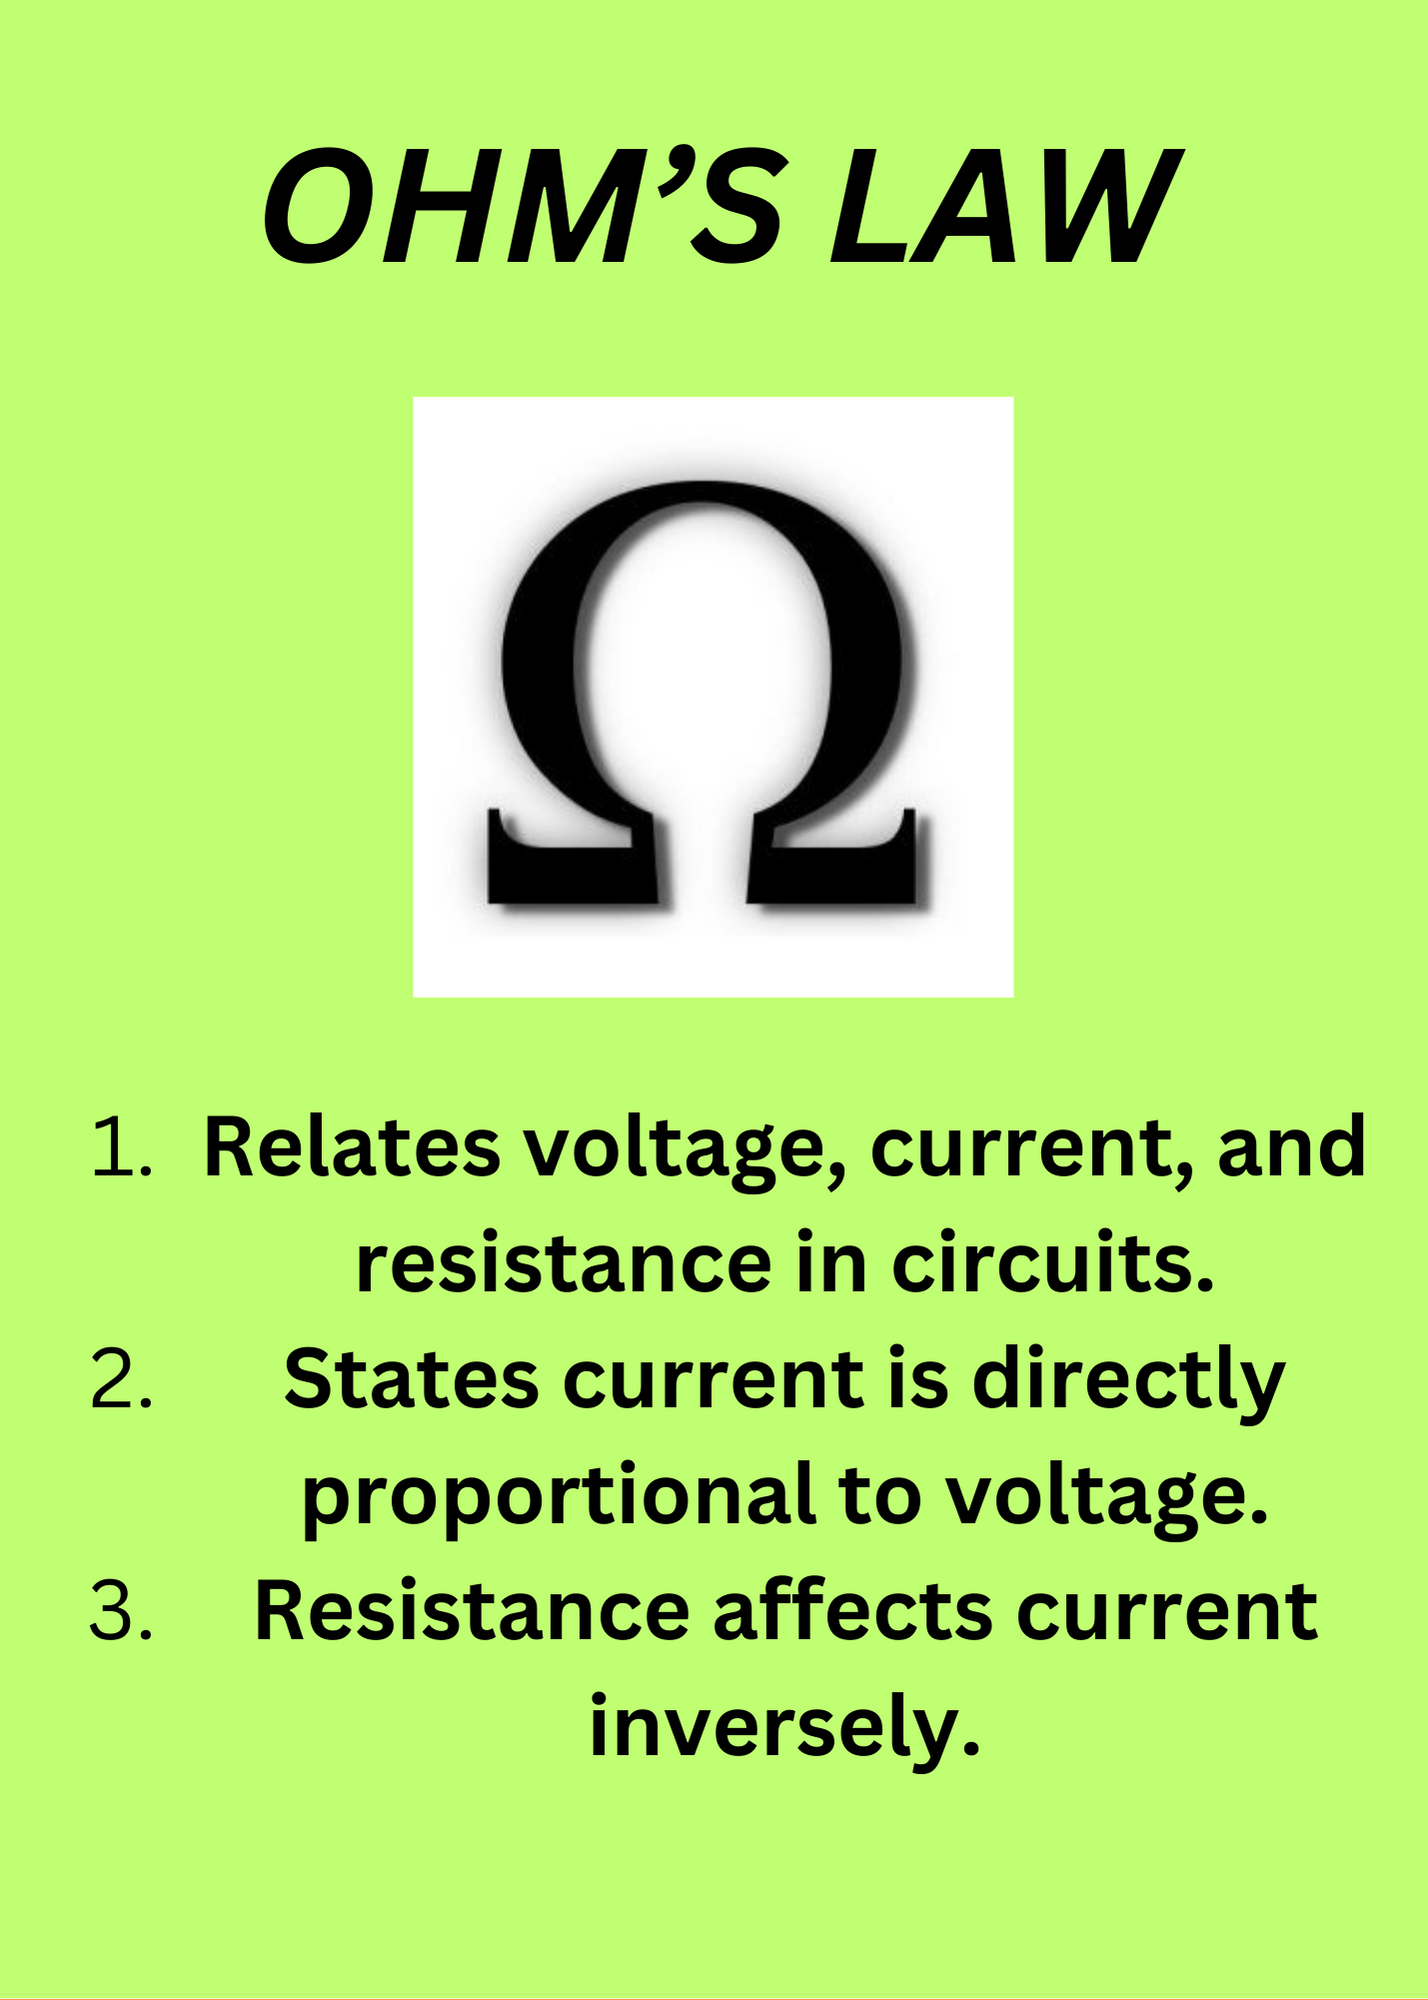 OHM’S LAW
Ω
1. Relates voltage, current, and
resistance in circuits.
2. States current is directly
proportional to voltage.
3. Resistance affects current
inversely.